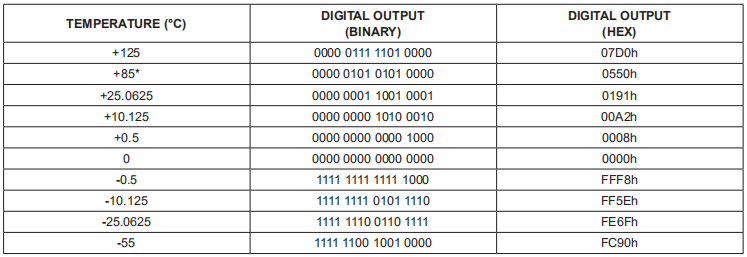 TEMPERATURE (°C) DIGITAL OUTPUT (BINARY) DIGITAL OUTPUT (HEX)
+125 0000 0111 1101 0000 07D0h
+85* 0000 0101 0101 0000 0550h
+25.0625 0000 0001 1001 0001 0191h
+10.125 0000 0000 1010 0010 00A2h
+0.5 0000 0000 0000 1000 0008h
0 0000 0000 0000 0000 0000h
-0.5 1111 1111 1111 1000 FFF8h
-10.125 1111 1111 0101 1110 FF5Eh
-25.0625 1111 1110 0110 1111 FE6Fh
-55 1111 1100 1001 0000 FC90h